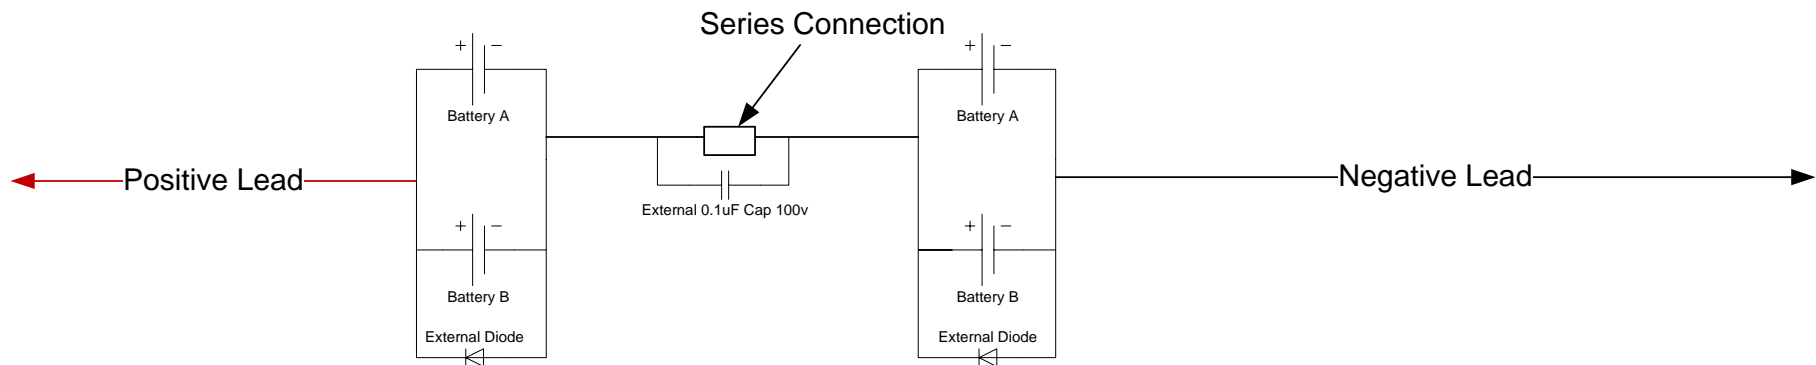 Series Connection
+ −
Battery A
+ −
Battery A
Positive Lead
Negative Lead
External 0.1uF Cap 100v
+ −
Battery B
+ −
Battery B
External Diode
External Diode